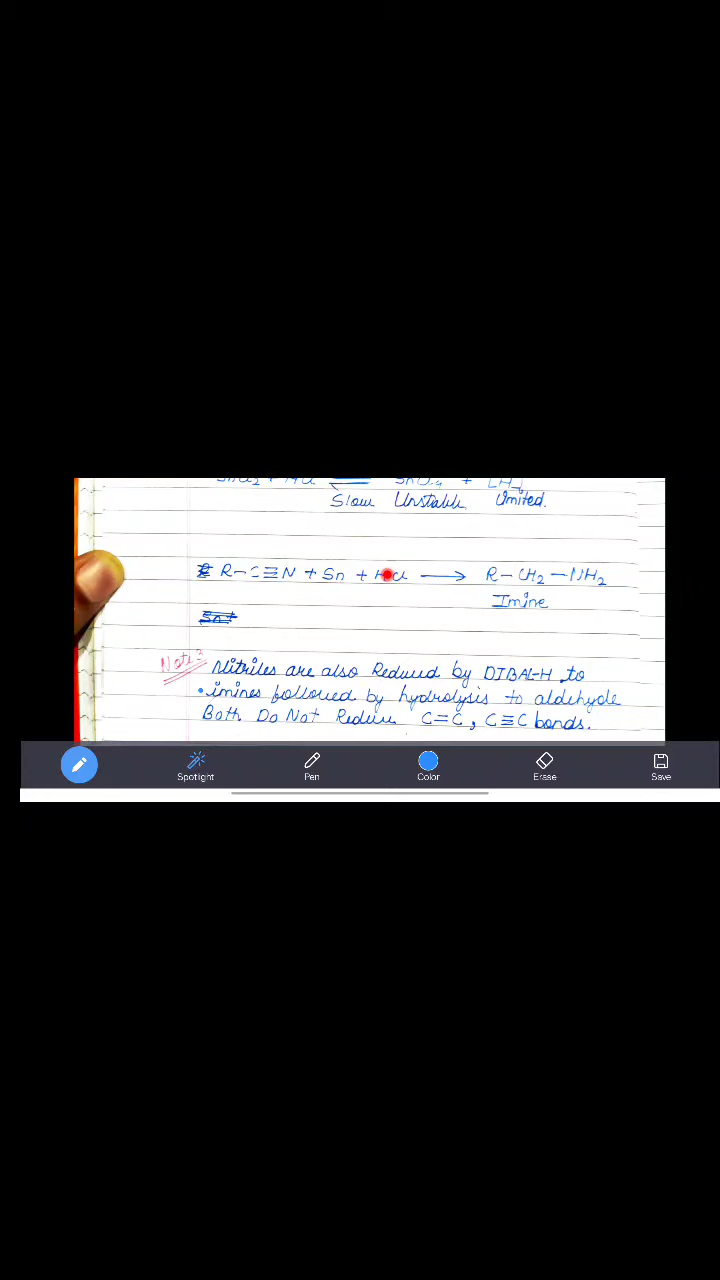 Slow Unstable United.
R-C≡N + Sn + HCl ⟶ R-CH₂-NH₂
Imine
Note:
Nitriles are also Reduced by DIBAL-H to
• imines followed by hydrolysis to aldehyde
Both Do Not Reduce C=C, C≡C bonds.
Spotlight Pen Color Erase Save